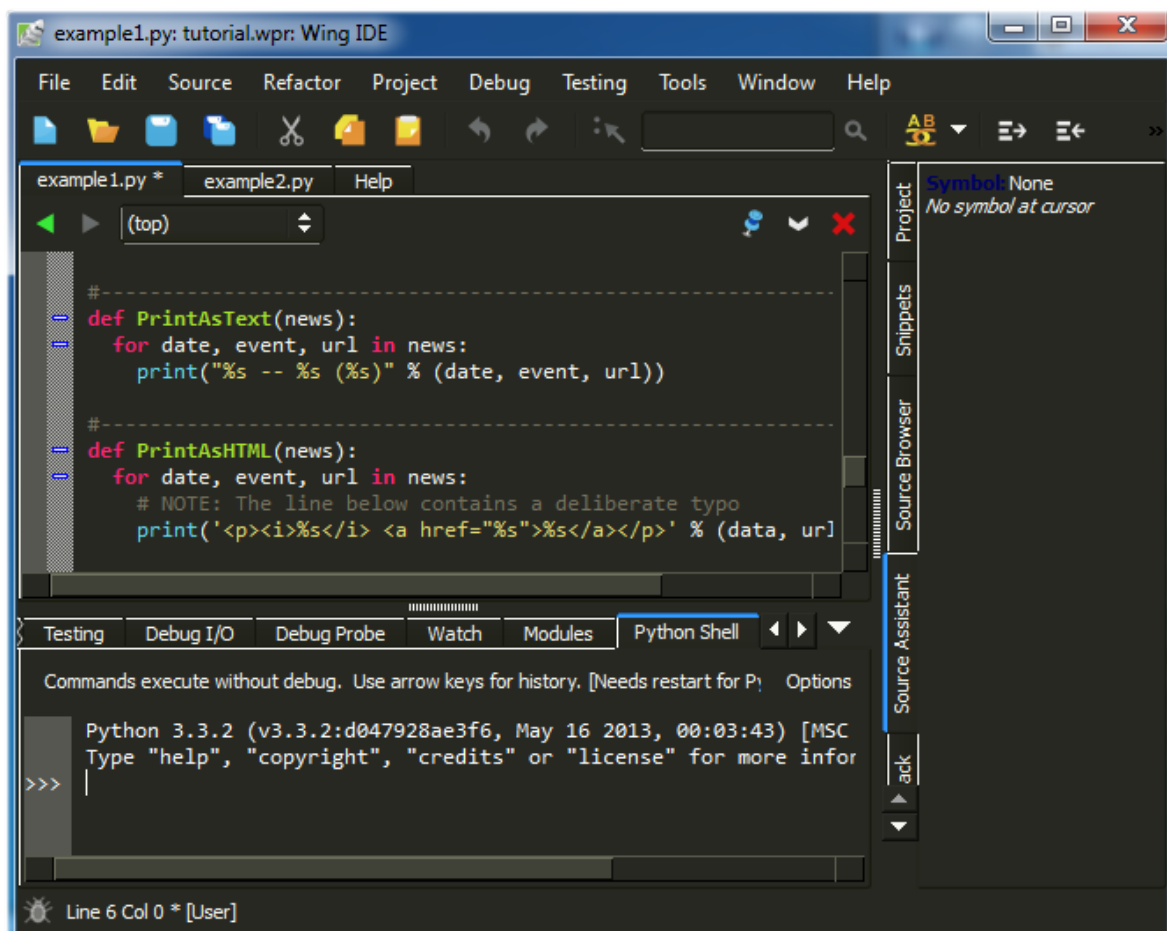 example1.py: tutorial.wpr: Wing IDE
File Edit Source Refactor Project Debug Testing Tools Window Help
AB
»
example1.py * example2.py Help
(top)
#-------------------------------------------------------------
def PrintAsText(news):
for date, event, url in news:
print("%s -- %s (%s)" % (date, event, url))
#-------------------------------------------------------------
def PrintAsHTML(news):
for date, event, url in news:
# NOTE: The line below contains a deliberate typo
print('<p><i>%s</i> <a href="%s">%s</a></p>' % (data, url
Testing Debug I/O Debug Probe Watch Modules Python Shell
Commands execute without debug. Use arrow keys for history. [Needs restart for Options
Python 3.3.2 (v3.3.2:d047928ae3f6, May 16 2013, 00:03:43) [MSC
Type "help", "copyright", "credits" or "license" for more infor
>>>
Line 6 Col 0 * [User]
Project
Snippets
Source Browser
Source Assistant
ack
Symbol: None
No symbol at cursor